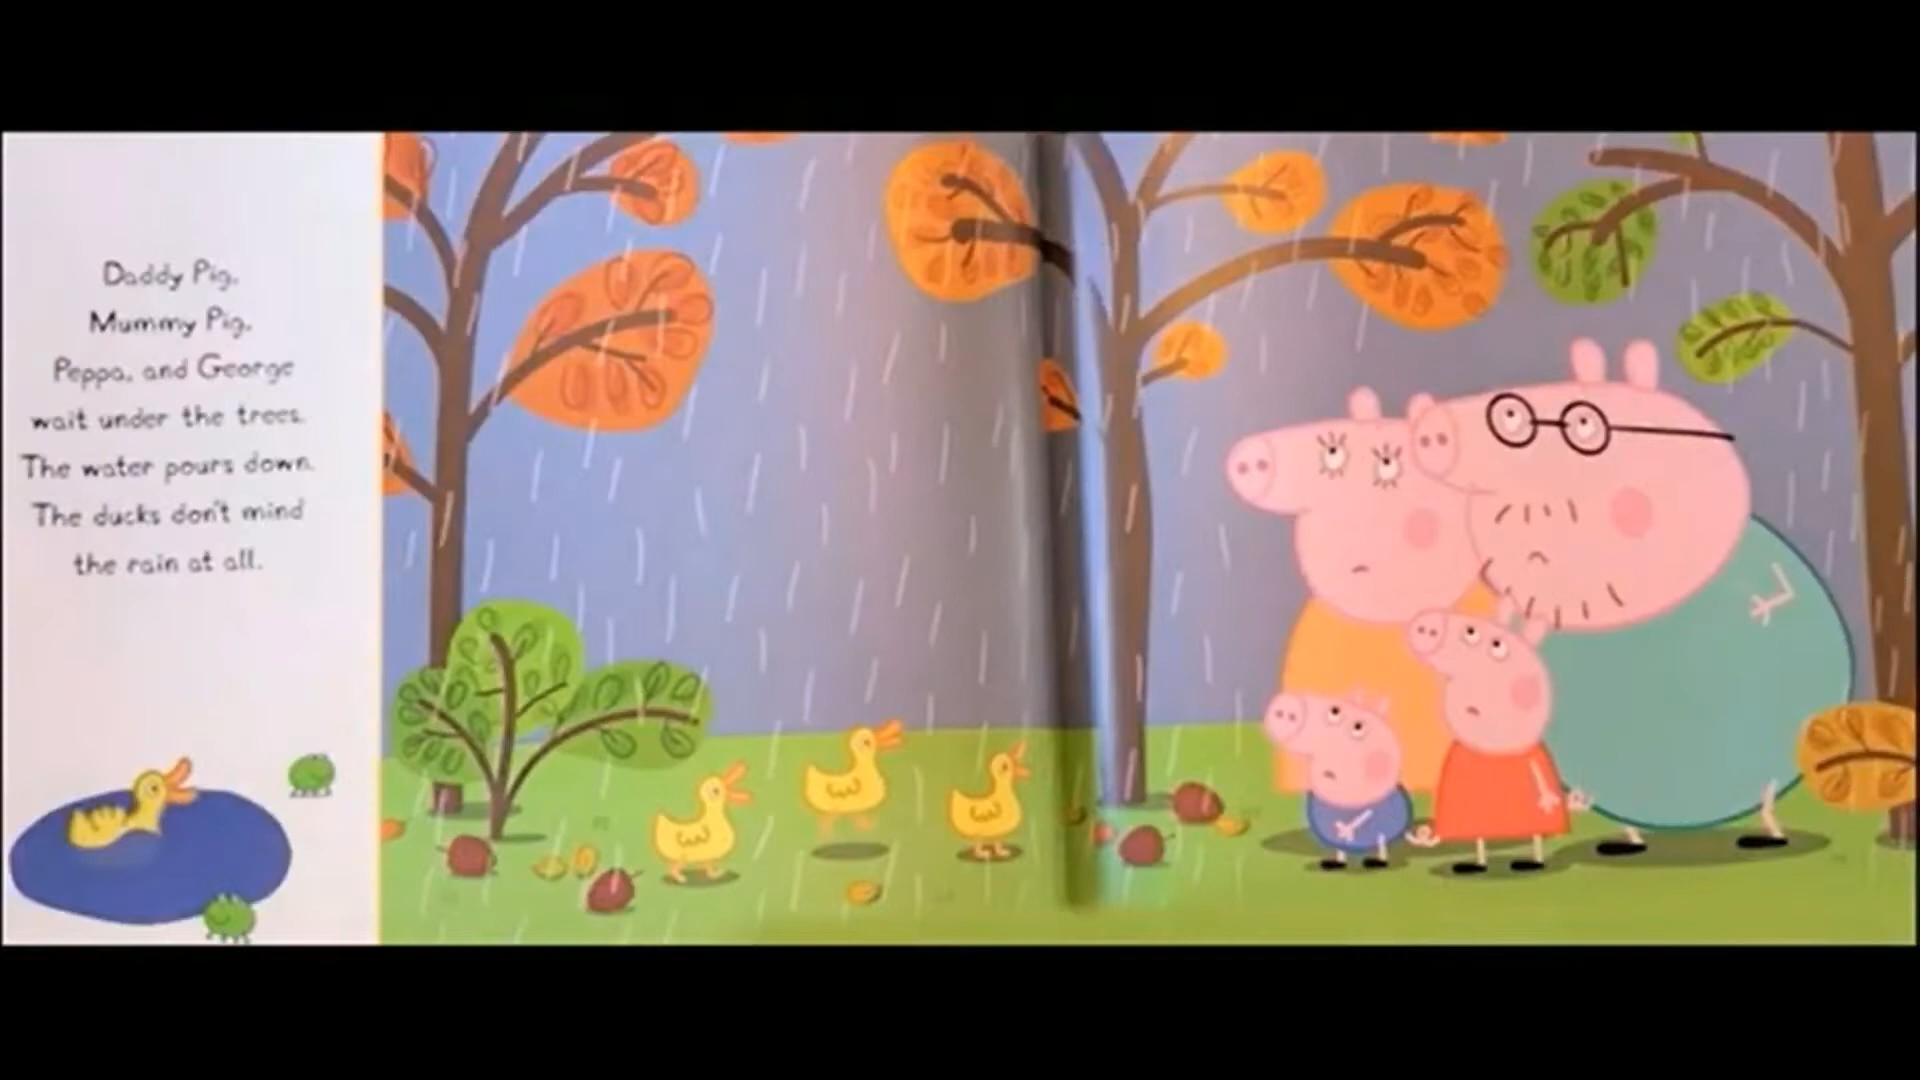 Daddy Pig,
Mummy Pig,
Peppa, and George
wait under the trees.
The water pours down.
The ducks don't mind
the rain at all.